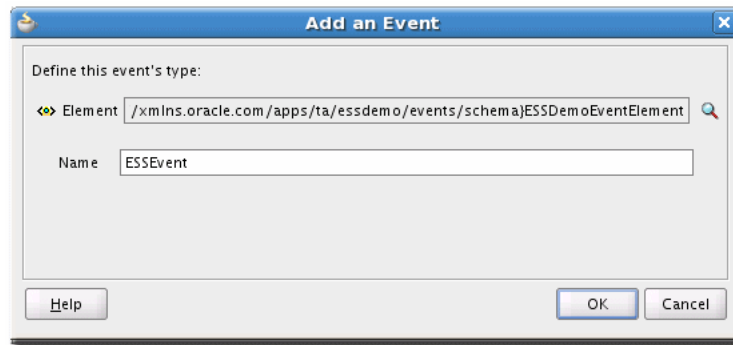 Add an Event
Define this event's type:
Element /xmlns.oracle.com/apps/ta/essdemo/events/schema}ESSDemoEventElement
Name ESSEvent
Help OK Cancel